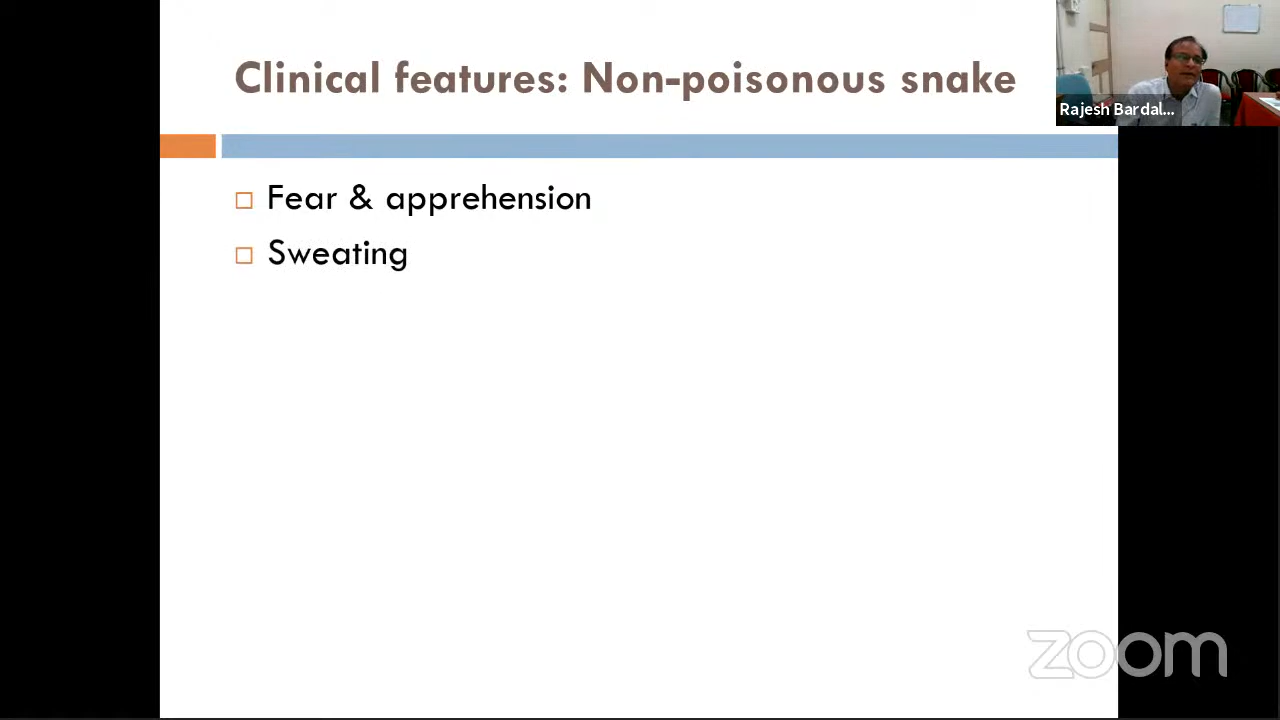 Clinical features: Non-poisonous snake
Rajesh Bardal...
Fear & apprehension
Sweating
zoom